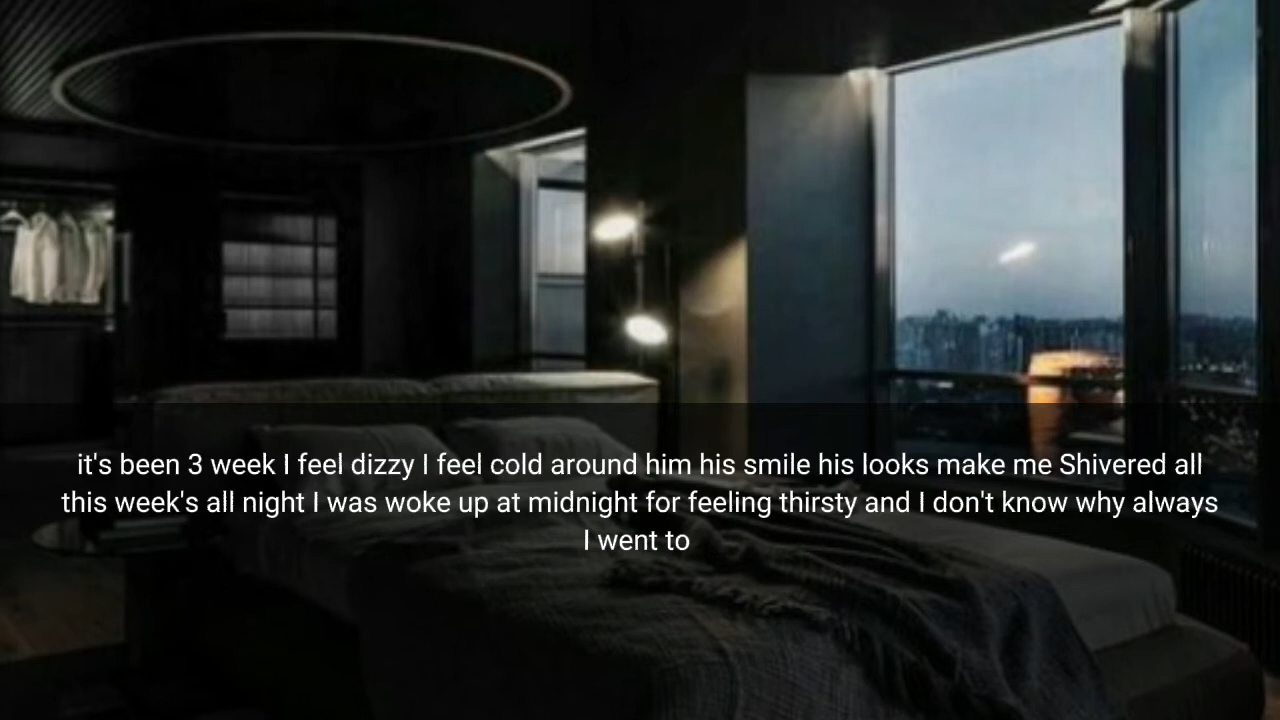 it's been 3 week I feel dizzy I feel cold around him his smile his looks make me Shivered all
this week's all night I was woke up at midnight for feeling thirsty and I don't know why always
I went to